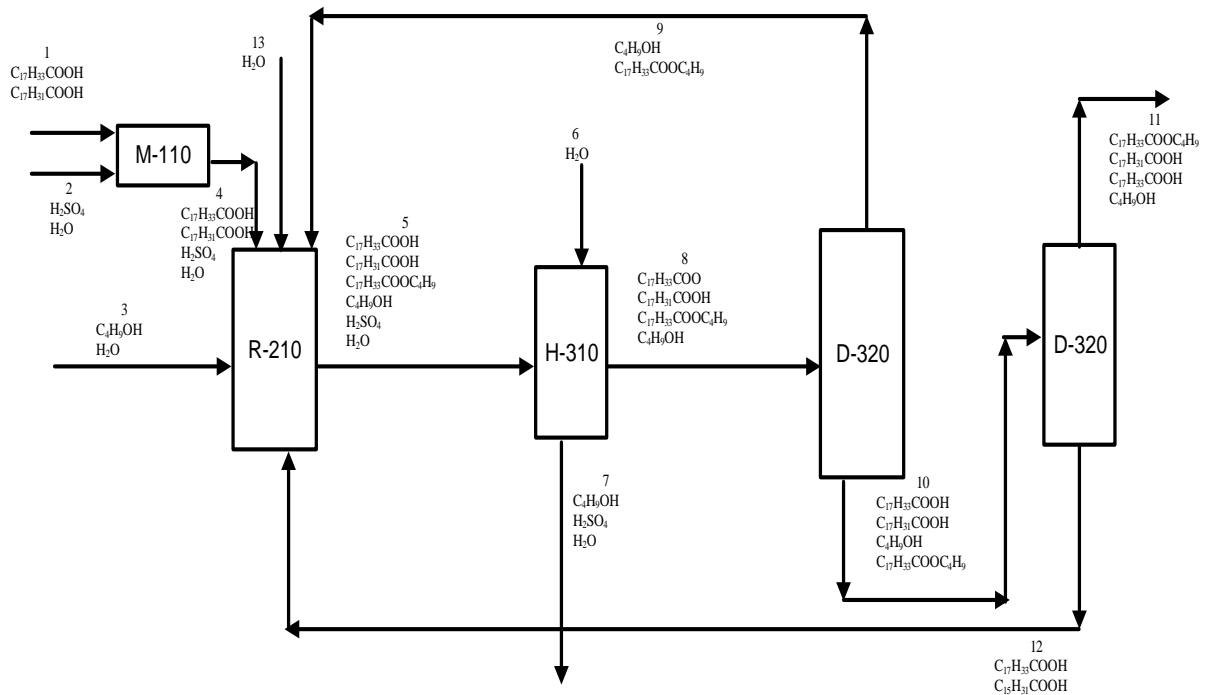 1
C₁₇H₃₃COOH
C₁₇H₃₁COOH
M-110
2
H₂SO₄
H₂O
13
H₂O
4
C₁₇H₃₃COOH
C₁₇H₃₁COOH
H₂SO₄
H₂O
3
C₄H₉OH
H₂O
R-210
5
C₁₇H₃₃COOH
C₁₇H₃₁COOH
C₁₇H₃₃COOC₄H₉
C₄H₉OH
H₂SO₄
H₂O
6
H₂O
H-310
7
C₄H₉OH
H₂SO₄
H₂O
8
C₁₇H₃₃COO
C₁₇H₃₁COOH
C₁₇H₃₃COOC₄H₉
C₄H₉OH
9
C₄H₉OH
C₁₇H₃₃COOC₄H₉
D-320
10
C₁₇H₃₃COOH
C₁₇H₃₁COOH
C₄H₉OH
C₁₇H₃₃COOC₄H₉
D-320
11
C₁₇H₃₃COOC₄H₉
C₁₇H₃₁COOH
C₁₇H₃₃COOH
C₄H₉OH
12
C₁₇H₃₃COOH
C₁₅H₃₁COOH